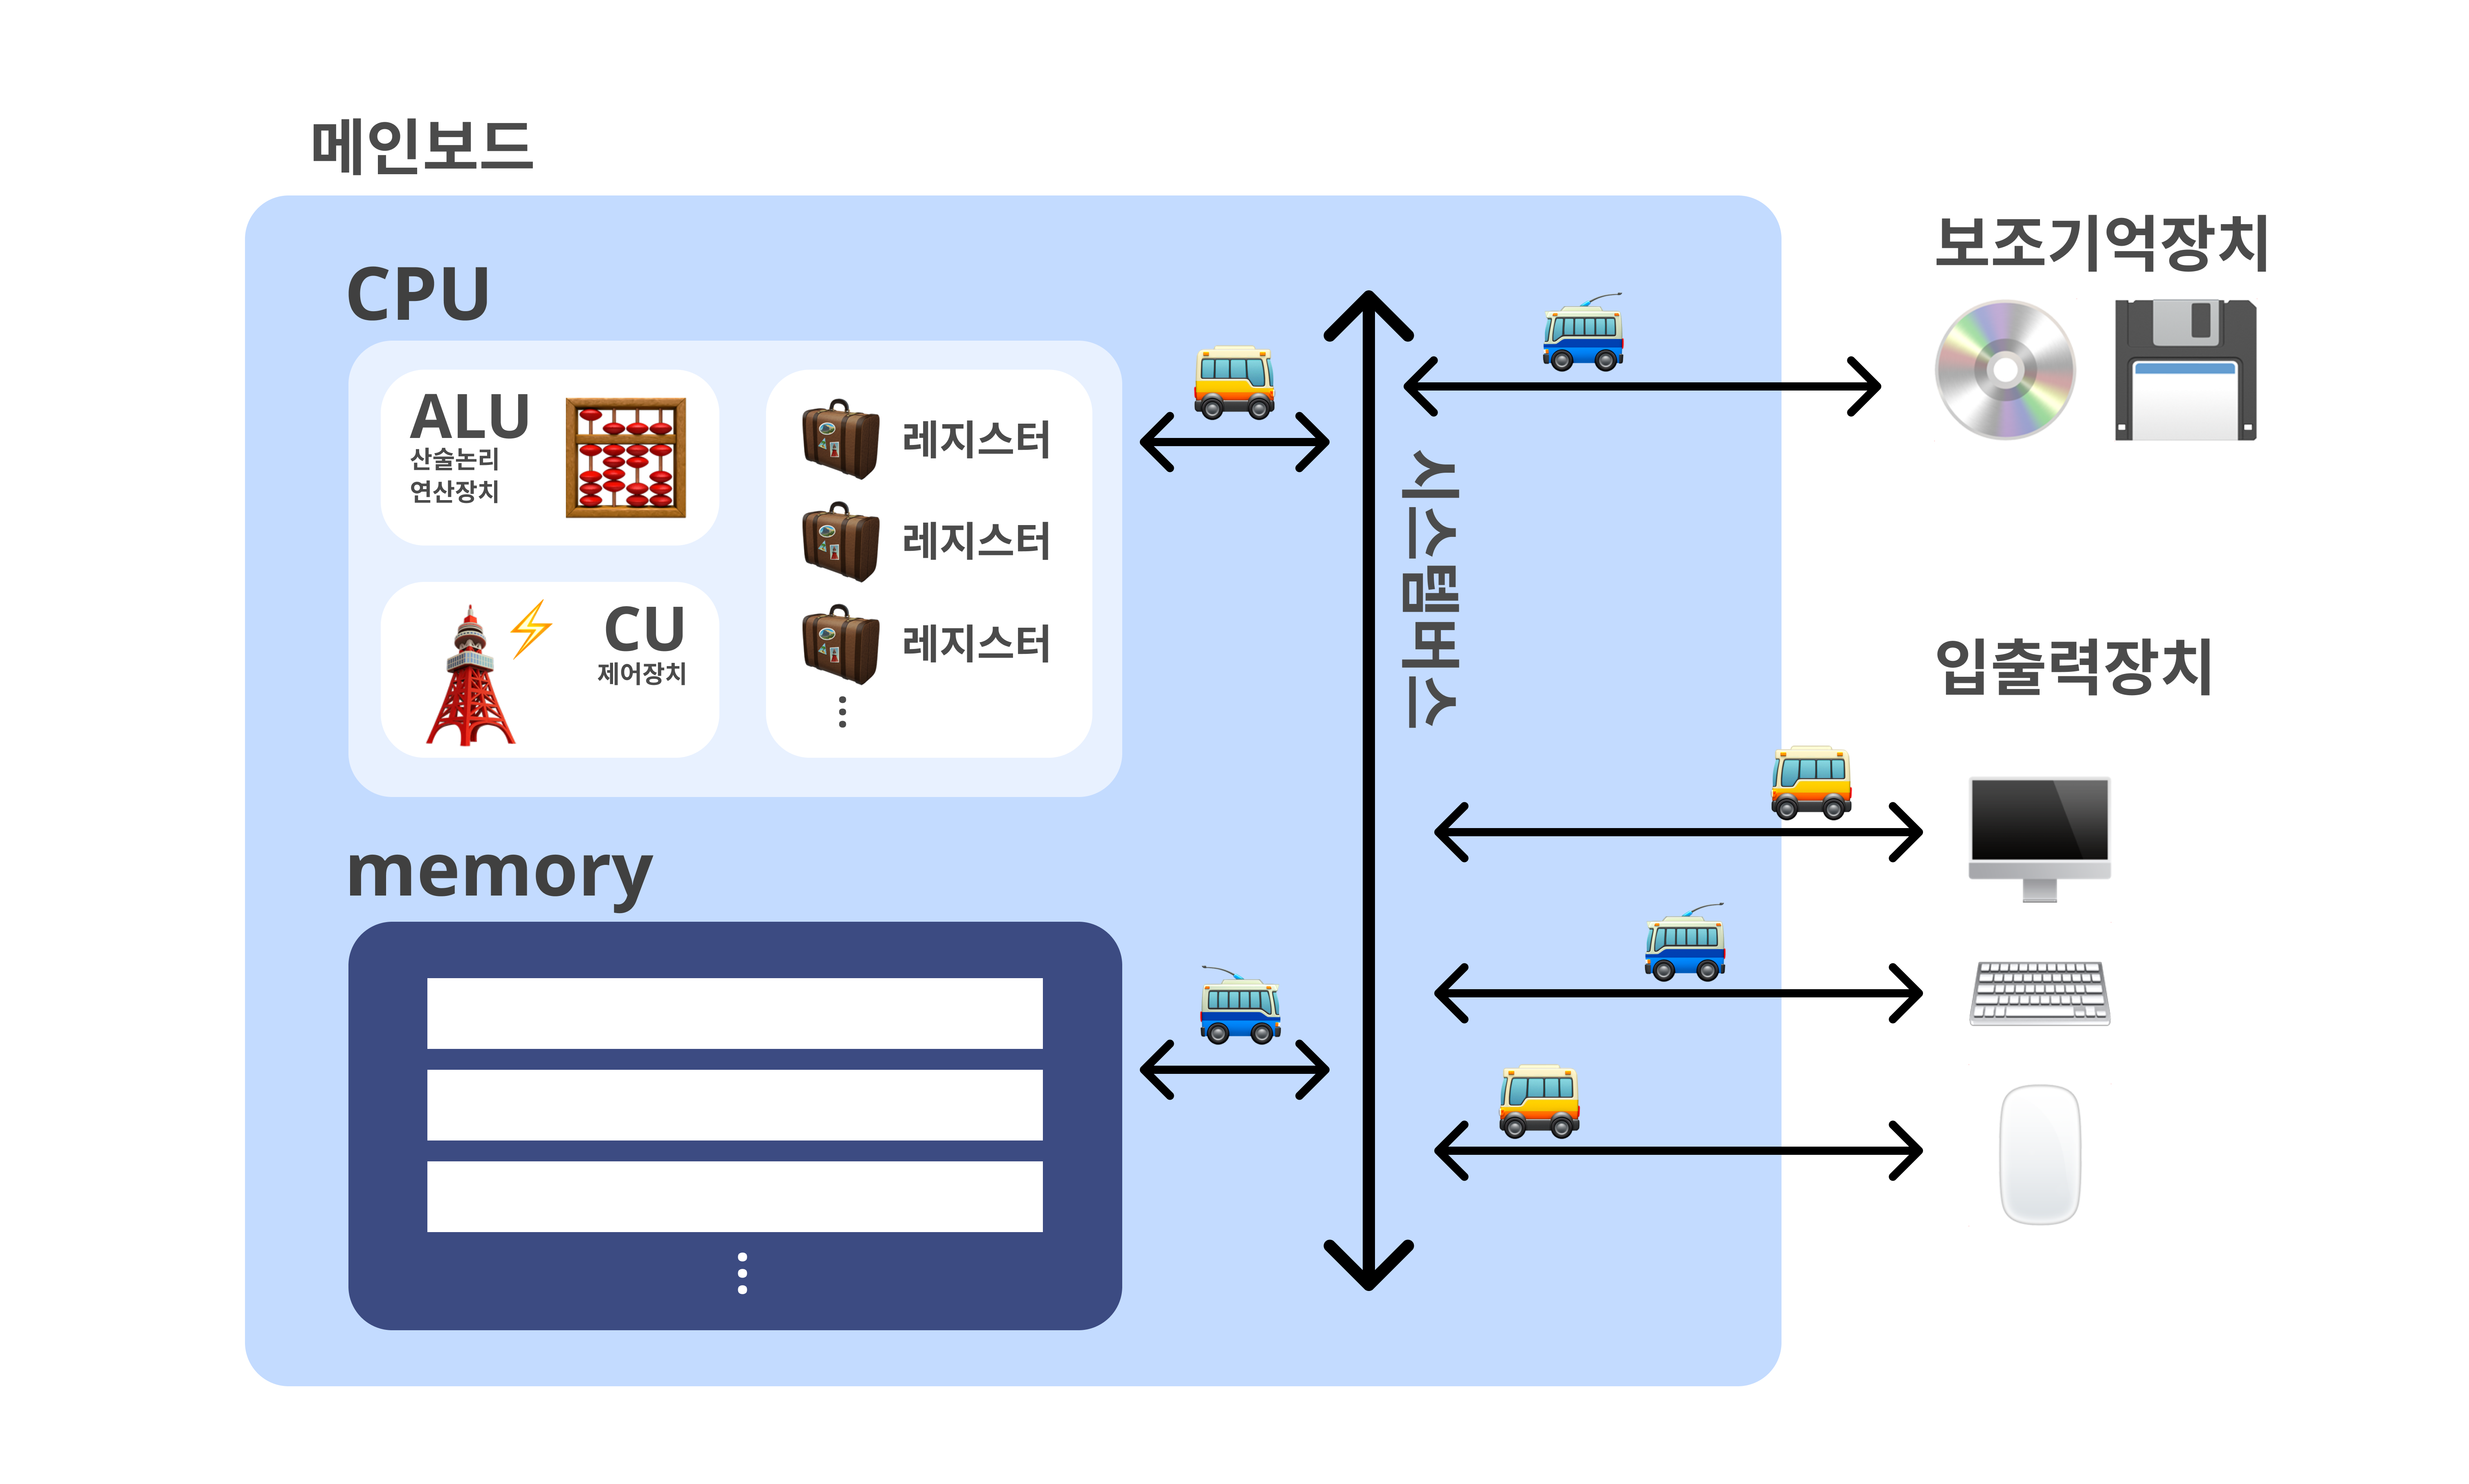 메인보드
CPU
ALU
산술논리
연산장치
CU
제어장치
레지스터
레지스터
레지스터
memory
시스템버스
보조기억장치
입출력장치